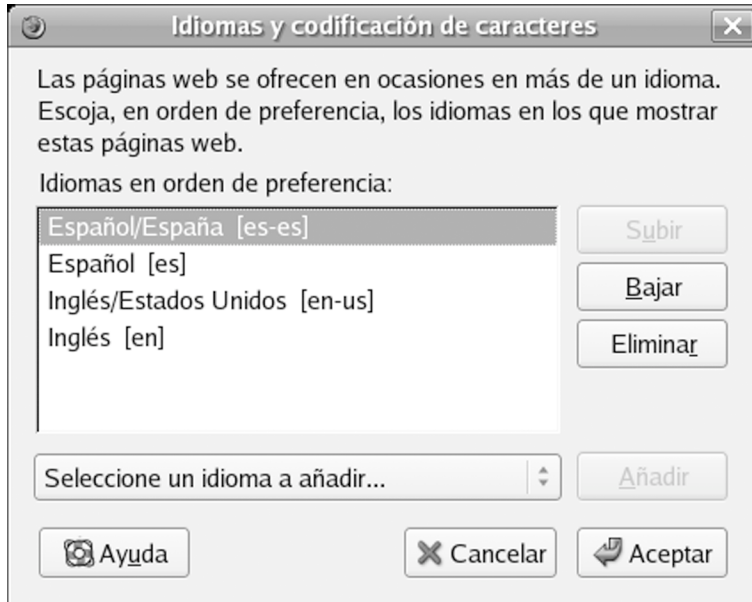 Idiomas y codificación de caracteres
Las páginas web se ofrecen en ocasiones en más de un idioma.
Escoja, en orden de preferencia, los idiomas en los que mostrar
estas páginas web.
Idiomas en orden de preferencia:
Español/España [es-es]
Español [es]
Inglés/Estados Unidos [en-us]
Inglés [en]
Subir
Bajar
Eliminar
Seleccione un idioma a añadir...
Añadir
Ayuda
Cancelar
Aceptar